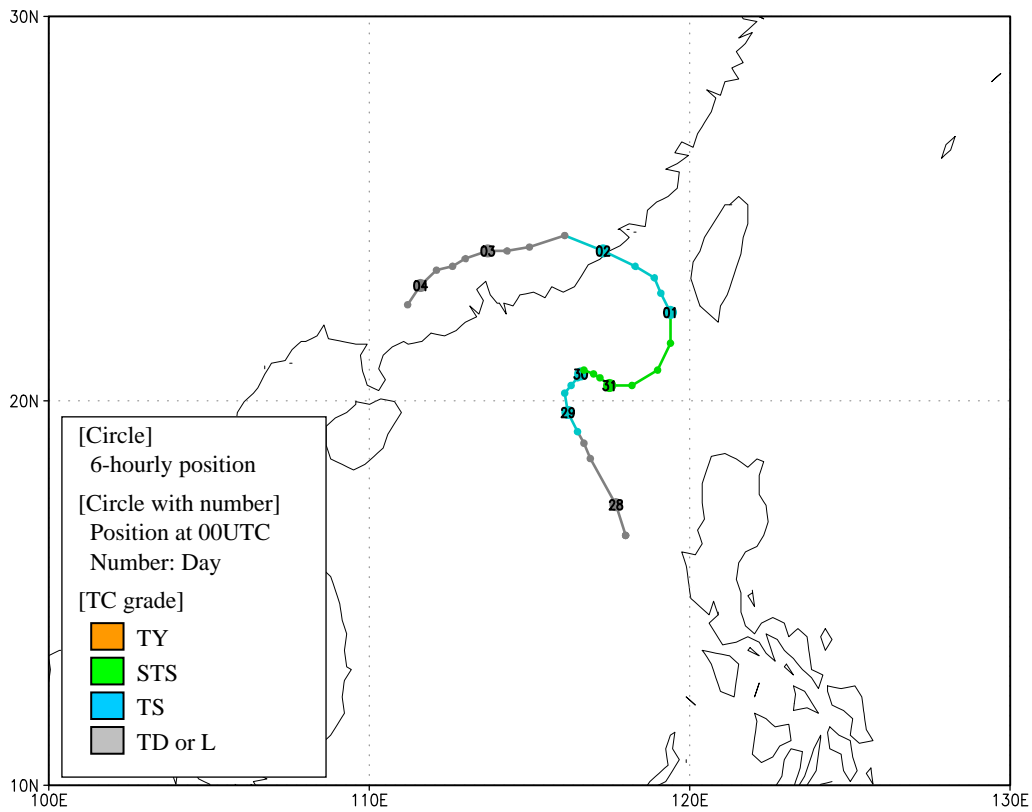 30N
20N
10N
100E
110E
120E
130E
03
02
04
01
30
31
29
28
[Circle]
6-hourly position
[Circle with number]
Position at 00UTC
Number: Day
[TC grade]
TY
STS
TS
TD or L